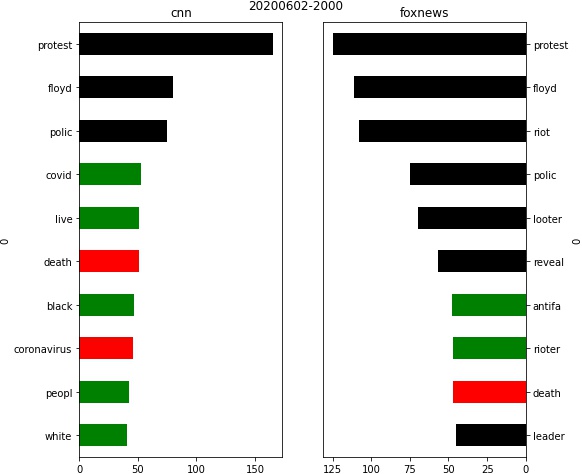 20200602-2000
cnn
foxnews
protest
floyd
polic
covid
live
death
black
coronavirus
peopl
white
0
0 50 100 150
protest
floyd
riot
polic
looter
reveal
antifa
rioter
death
leader
0
125 100 75 50 25 0